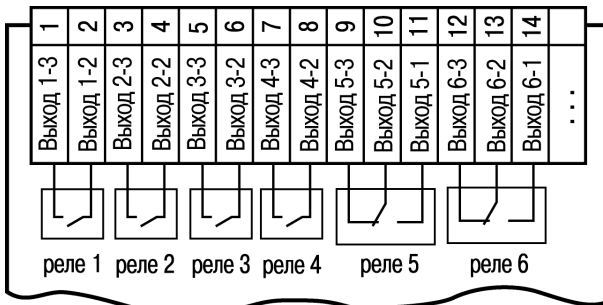 1 2 3 4 5 6 7 8 9 10 11 12 13 14
Выход 1-3 Выход 1-2 Выход 2-3 Выход 2-2 Выход 3-3 Выход 3-2 Выход 4-3 Выход 4-2 Выход 5-3 Выход 5-2 Выход 5-1 Выход 6-3 Выход 6-2 Выход 6-1 ...
реле 1 реле 2 реле 3 реле 4 реле 5 реле 6